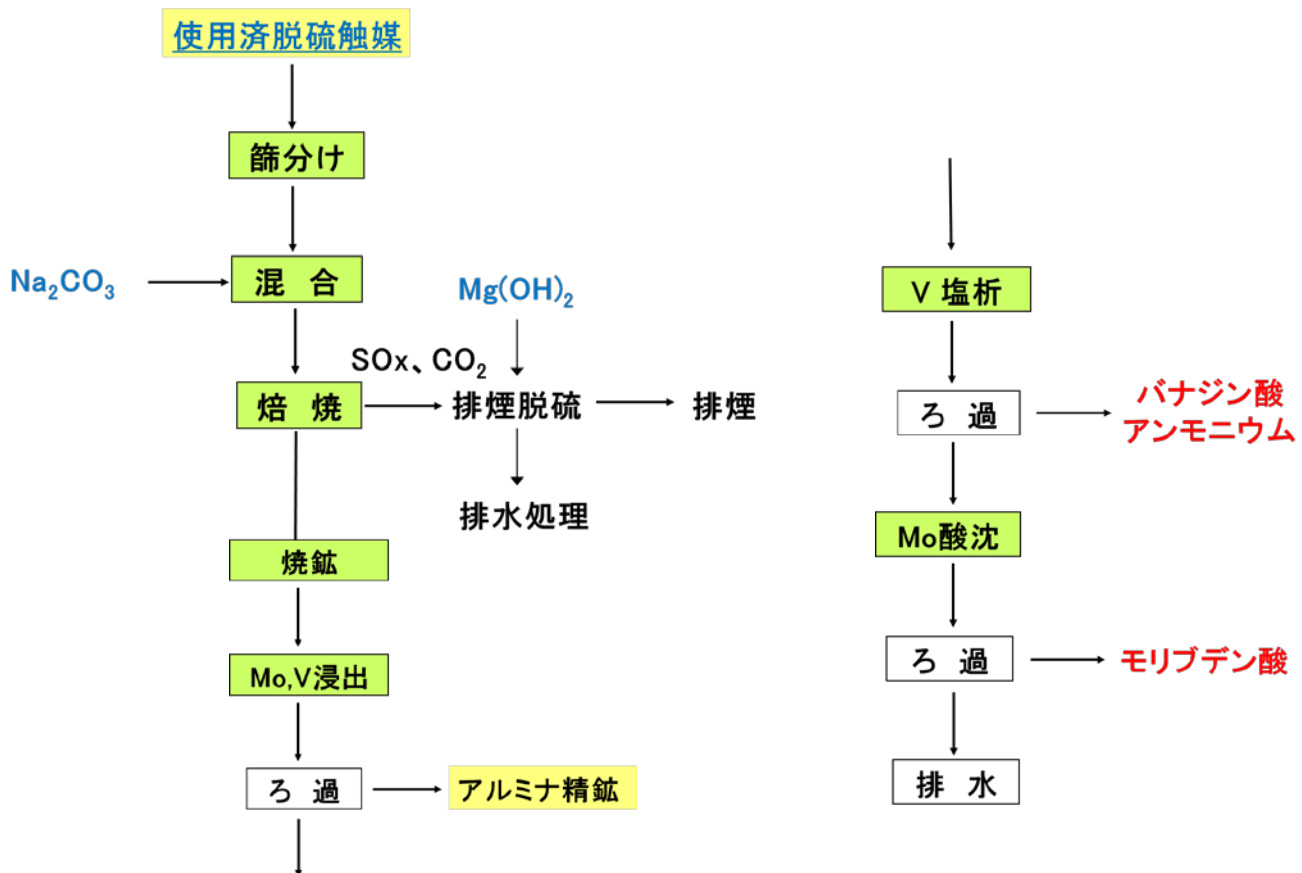 使用済脱硫触媒
篩分け
Na₂CO₃
混 合
Mg(OH)₂
SOx、CO₂
焙 焼
排煙脱硫
排煙
排水処理
焼鉱
Mo,V浸出
ろ 過
アルミナ精鉱
V 塩析
ろ 過
バナジン酸
アンモニウム
Mo酸沈
ろ 過
モリブデン酸
排 水